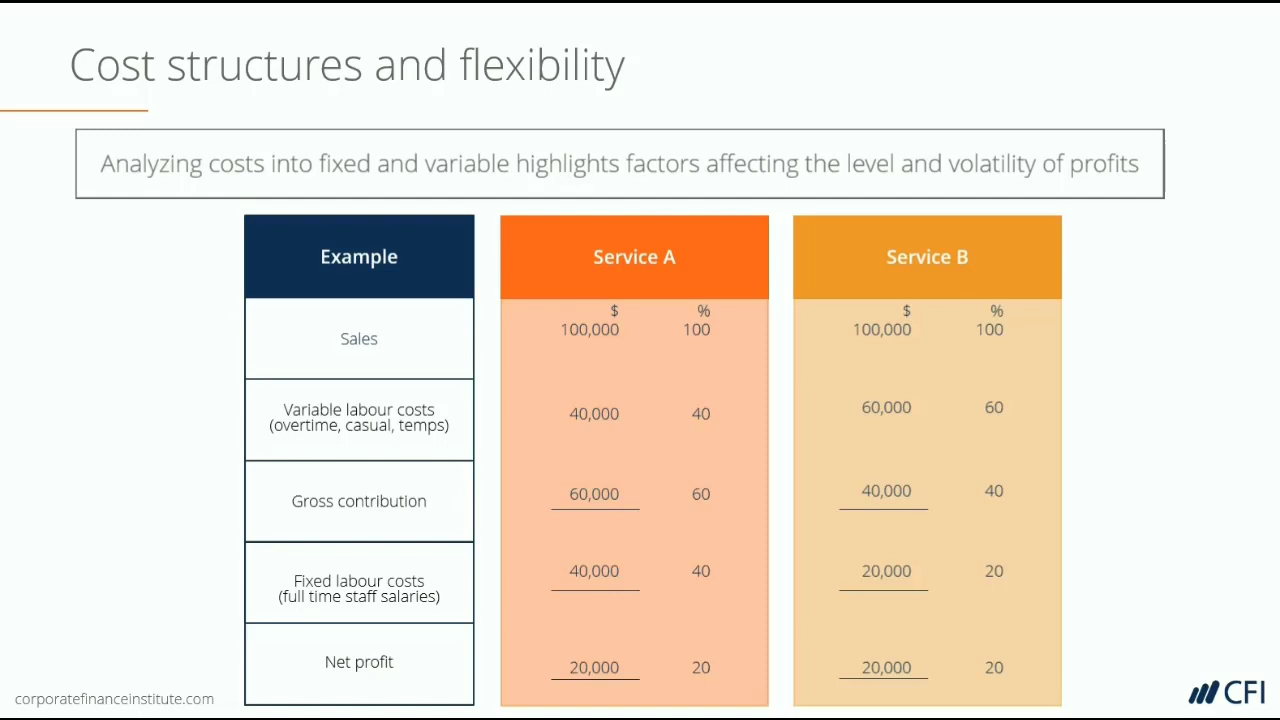 Cost structures and flexibility
Analyzing costs into fixed and variable highlights factors affecting the level and volatility of profits
Example
Service A
Service B
Sales
$ %
100,000 100
$ %
100,000 100
Variable labour costs
(overtime, casual, temps)
40,000 40
60,000 60
Gross contribution
60,000 60
40,000 40
Fixed labour costs
(full time staff salaries)
40,000 40
20,000 20
Net profit
20,000 20
20,000 20
corporatefinanceinstitute.com
CFI